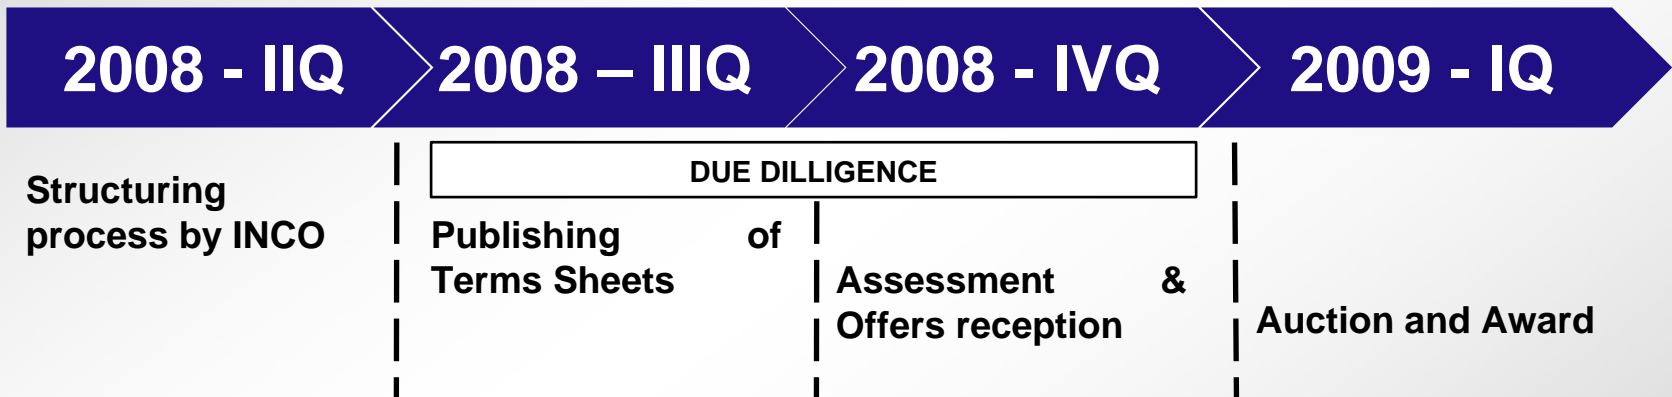 2008 - IIQ
2008 – IIIQ
2008 - IVQ
2009 - IQ
DUE DILLIGENCE
Structuring
process by INCO
Publishing of
Terms Sheets
Assessment &
Offers reception
Auction and Award